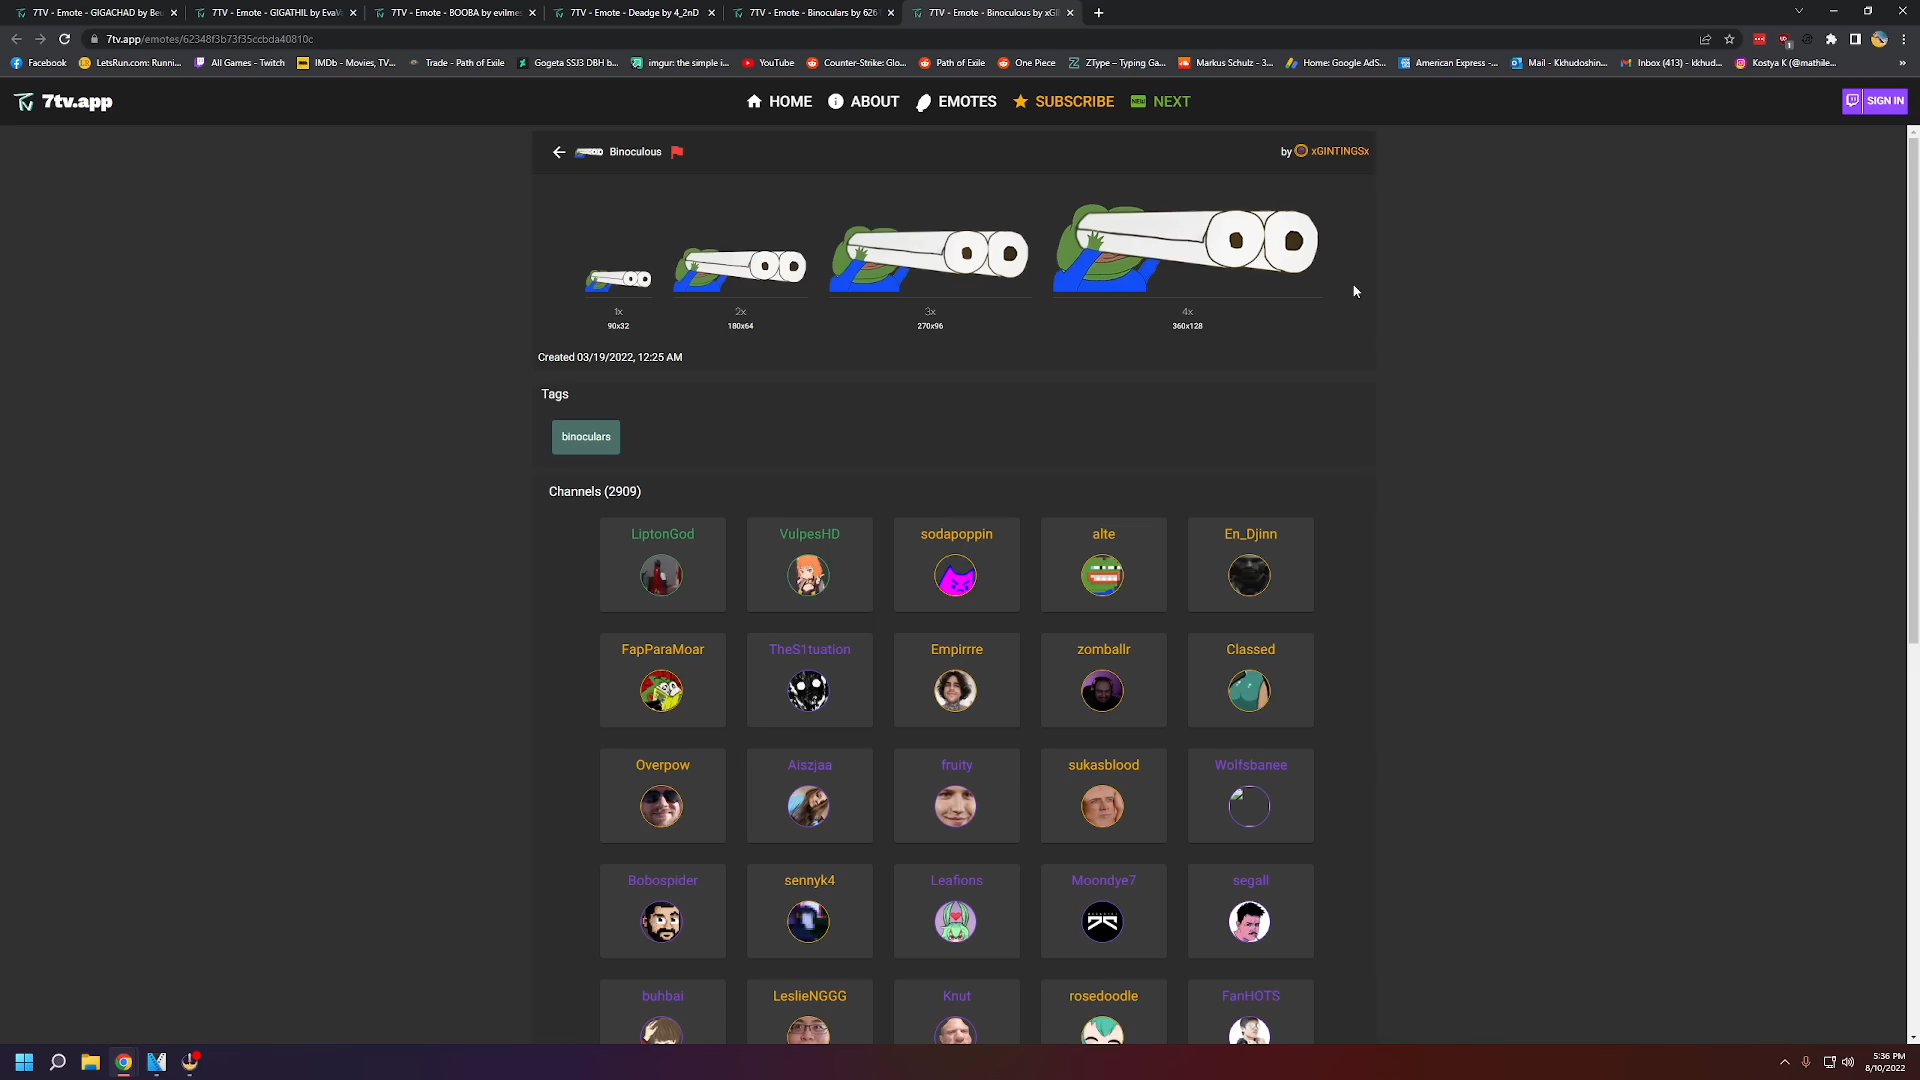 7TV - Emote - GIGACHAD by Be
7TV - Emote - GIGATHIL by EvaV
7TV - Emote - BOOBA by evilme
7TV - Emote - Deadge by 4_2nD
7TV - Emote - Binoculars by 626
7TV - Emote - Binoculous by xGI
7tv.app/emotes/62348f3b73f35ccbda40810c
Facebook
LetsRun.com: Runni...
All Games - Twitch
IMDb - Movies, TV...
Trade - Path of Exile
Gogeta SSJ3 DBH b...
imgur: the simple i...
YouTube
Counter-Strike: Glo...
Path of Exile
One Piece
ZType – Typing Ga...
Markus Schulz - 3...
Home: Google AdS...
American Express -...
Mail - Kkhudoshin...
Inbox (413) - kkhud...
Kostya K (@mathile...
7tv.app
HOME
ABOUT
EMOTES
SUBSCRIBE
NEXT
SIGN IN
Binoculous
by xGINTINGSx
1x
2x
3x
4x
90x32
180x64
270x96
360x128
Created 03/19/2022, 12:25 AM
Tags
binoculars
Channels (2909)
LiptonGod
VulpesHD
sodapoppin
alte
En_Djinn
FapParaMoar
TheS1tuation
Empirrre
zomballr
Classed
Overpow
Aiszjaa
fruity
sukasblood
Wolfsbanee
Bobospider
sennyk4
Leafions
Moondye7
segall
buhbai
LeslieNGGG
Knut
rosedoodle
FanHOTS
5:36 PM
8/10/2022